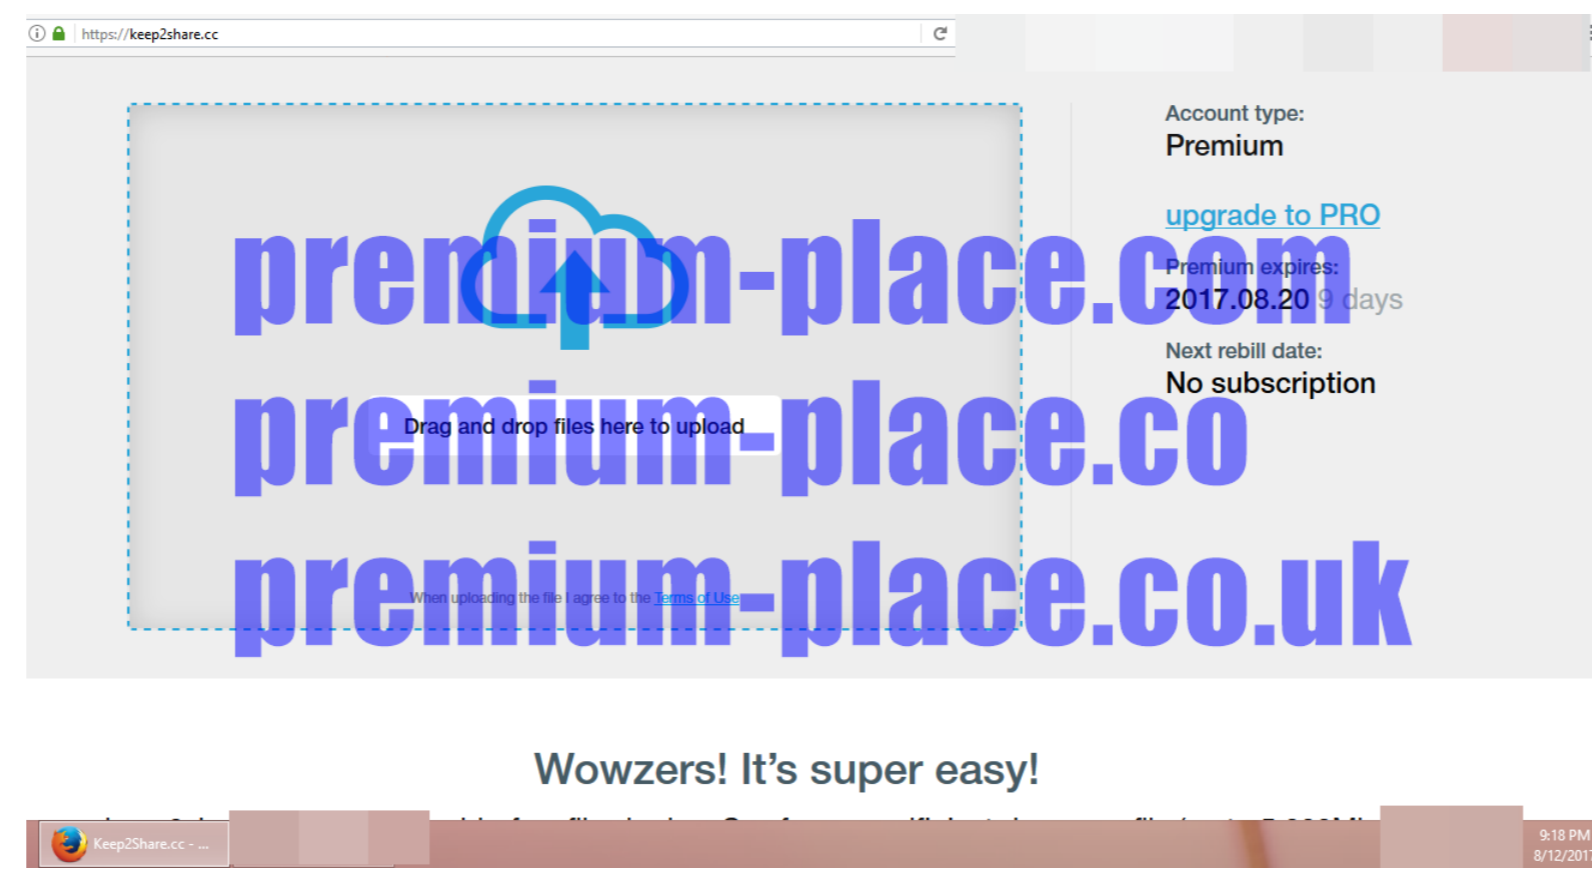 https://keep2share.cc
Account type:
Premium
upgrade to PRO
premium-place.com
Premium expires:
2017.08.20 9 days
Next rebill date:
No subscription
premium-place.co
Drag and drop files here to upload
premium-place.co.uk
When uploading the file I agree to the Terms of Use
Wowzers! It's super easy!
Keep2Share.cc - ...
9:18 PM
8/12/2017